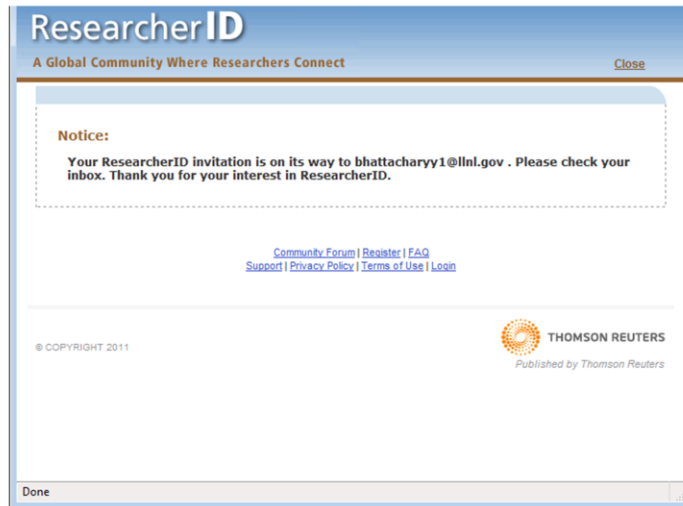 ResearcherID
A Global Community Where Researchers Connect
Close
Notice:
Your ResearcherID invitation is on its way to bhattacharyy1@llnl.gov . Please check your
inbox. Thank you for your interest in ResearcherID.
Community Forum | Register | FAQ
Support | Privacy Policy | Terms of Use | Login
© COPYRIGHT 2011
THOMSON REUTERS
Published by Thomson Reuters
Done